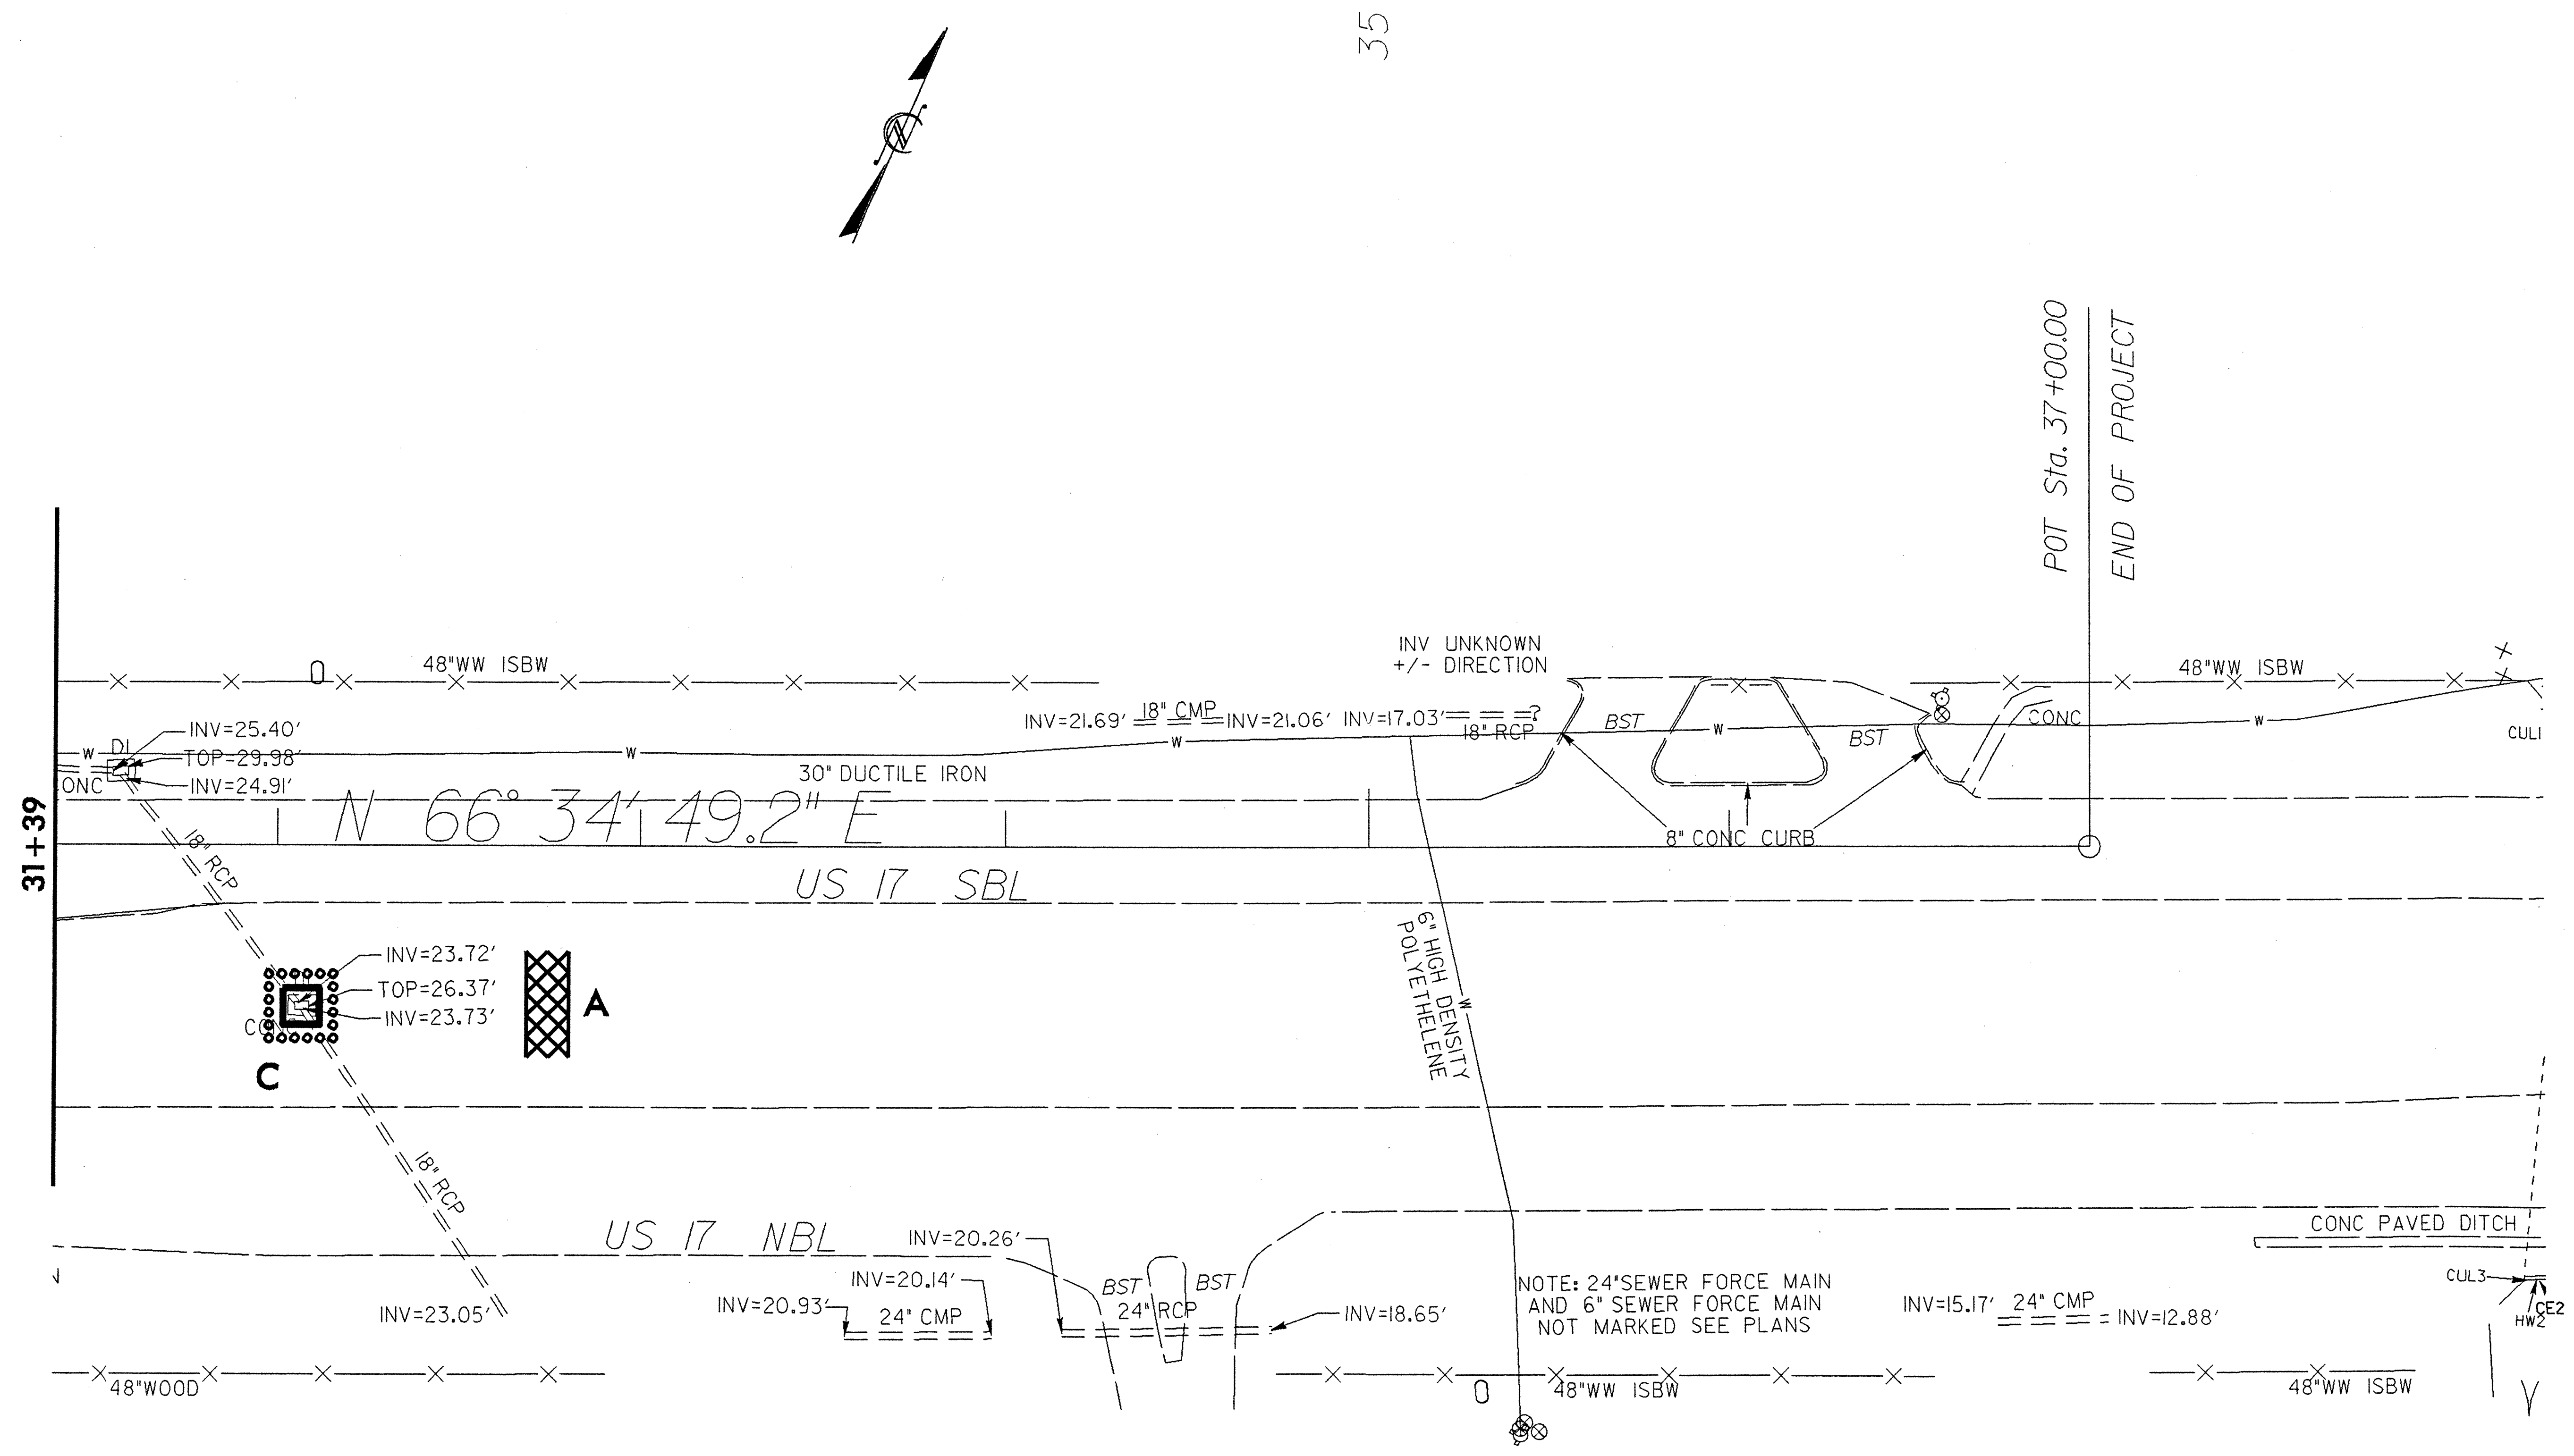 35
POT Sta. 37+00.00
END OF PROJECT
INV UNKNOWN
+/- DIRECTION
48"WW ISBW
48"WW ISBW
INV=25.40'
TOP=29.98'
INV=24.91'
W
DI
ONC
W
30" DUCTILE IRON
W
INV=21.69'
18" CMP
INV=21.06'
INV=17.03'
?
18" RCP
BST
W
BST
CONC
W
CUL1
31+39
N 66° 34' 49.2" E
8" CONC CURB
18" RCP
US 17 SBL
INV=23.72'
TOP=26.37'
INV=23.73'
A
C
6" HIGH DENSITY
POLYETHELENE
W
18" RCP
US 17 NBL
INV=20.26'
INV=20.14'
INV=20.93'
24" CMP
INV=23.05'
BST
BST
24" RCP
INV=18.65'
NOTE: 24"SEWER FORCE MAIN
AND 6" SEWER FORCE MAIN
NOT MARKED SEE PLANS
INV=15.17'
24" CMP
INV=12.88'
CONC PAVED DITCH
CUL3
CE2
HW2
48"WOOD
48"WW ISBW
48"WW ISBW